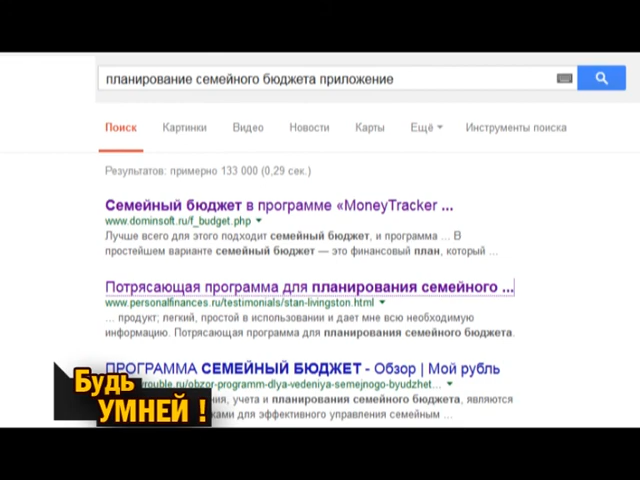 планирование семейного бюджета приложение
Поиск Картинки Видео Новости Карты Ещё Инструменты поиска
Результатов: примерно 133 000 (0,29 сек.)
Семейный бюджет в программе «MoneyTracker ...
www.dominsoft.ru/f_budget.php
Лучше всего для этого подходит семейный бюджет, и программа ... В
простейшем варианте семейный бюджет — это финансовый план, который ...
Потрясающая программа для планирования семейного ...
www.personalfinances.ru/testimonials/stan-livingston.html
... продукт; легкий, простой в использовании и дает мне всю необходимую
информацию. Потрясающая программа для планирования семейного бюджета.
ПРОГРАММА СЕМЕЙНЫЙ БЮДЖЕТ - Обзор | Мой рубль
rouble.ru/obzor-programm-dlya-vedeniya-semejnogo-byudzhet...
учета и планирования семейного бюджета, являются
для эффективного управления семейным ...
Будь
УМНЕЙ !